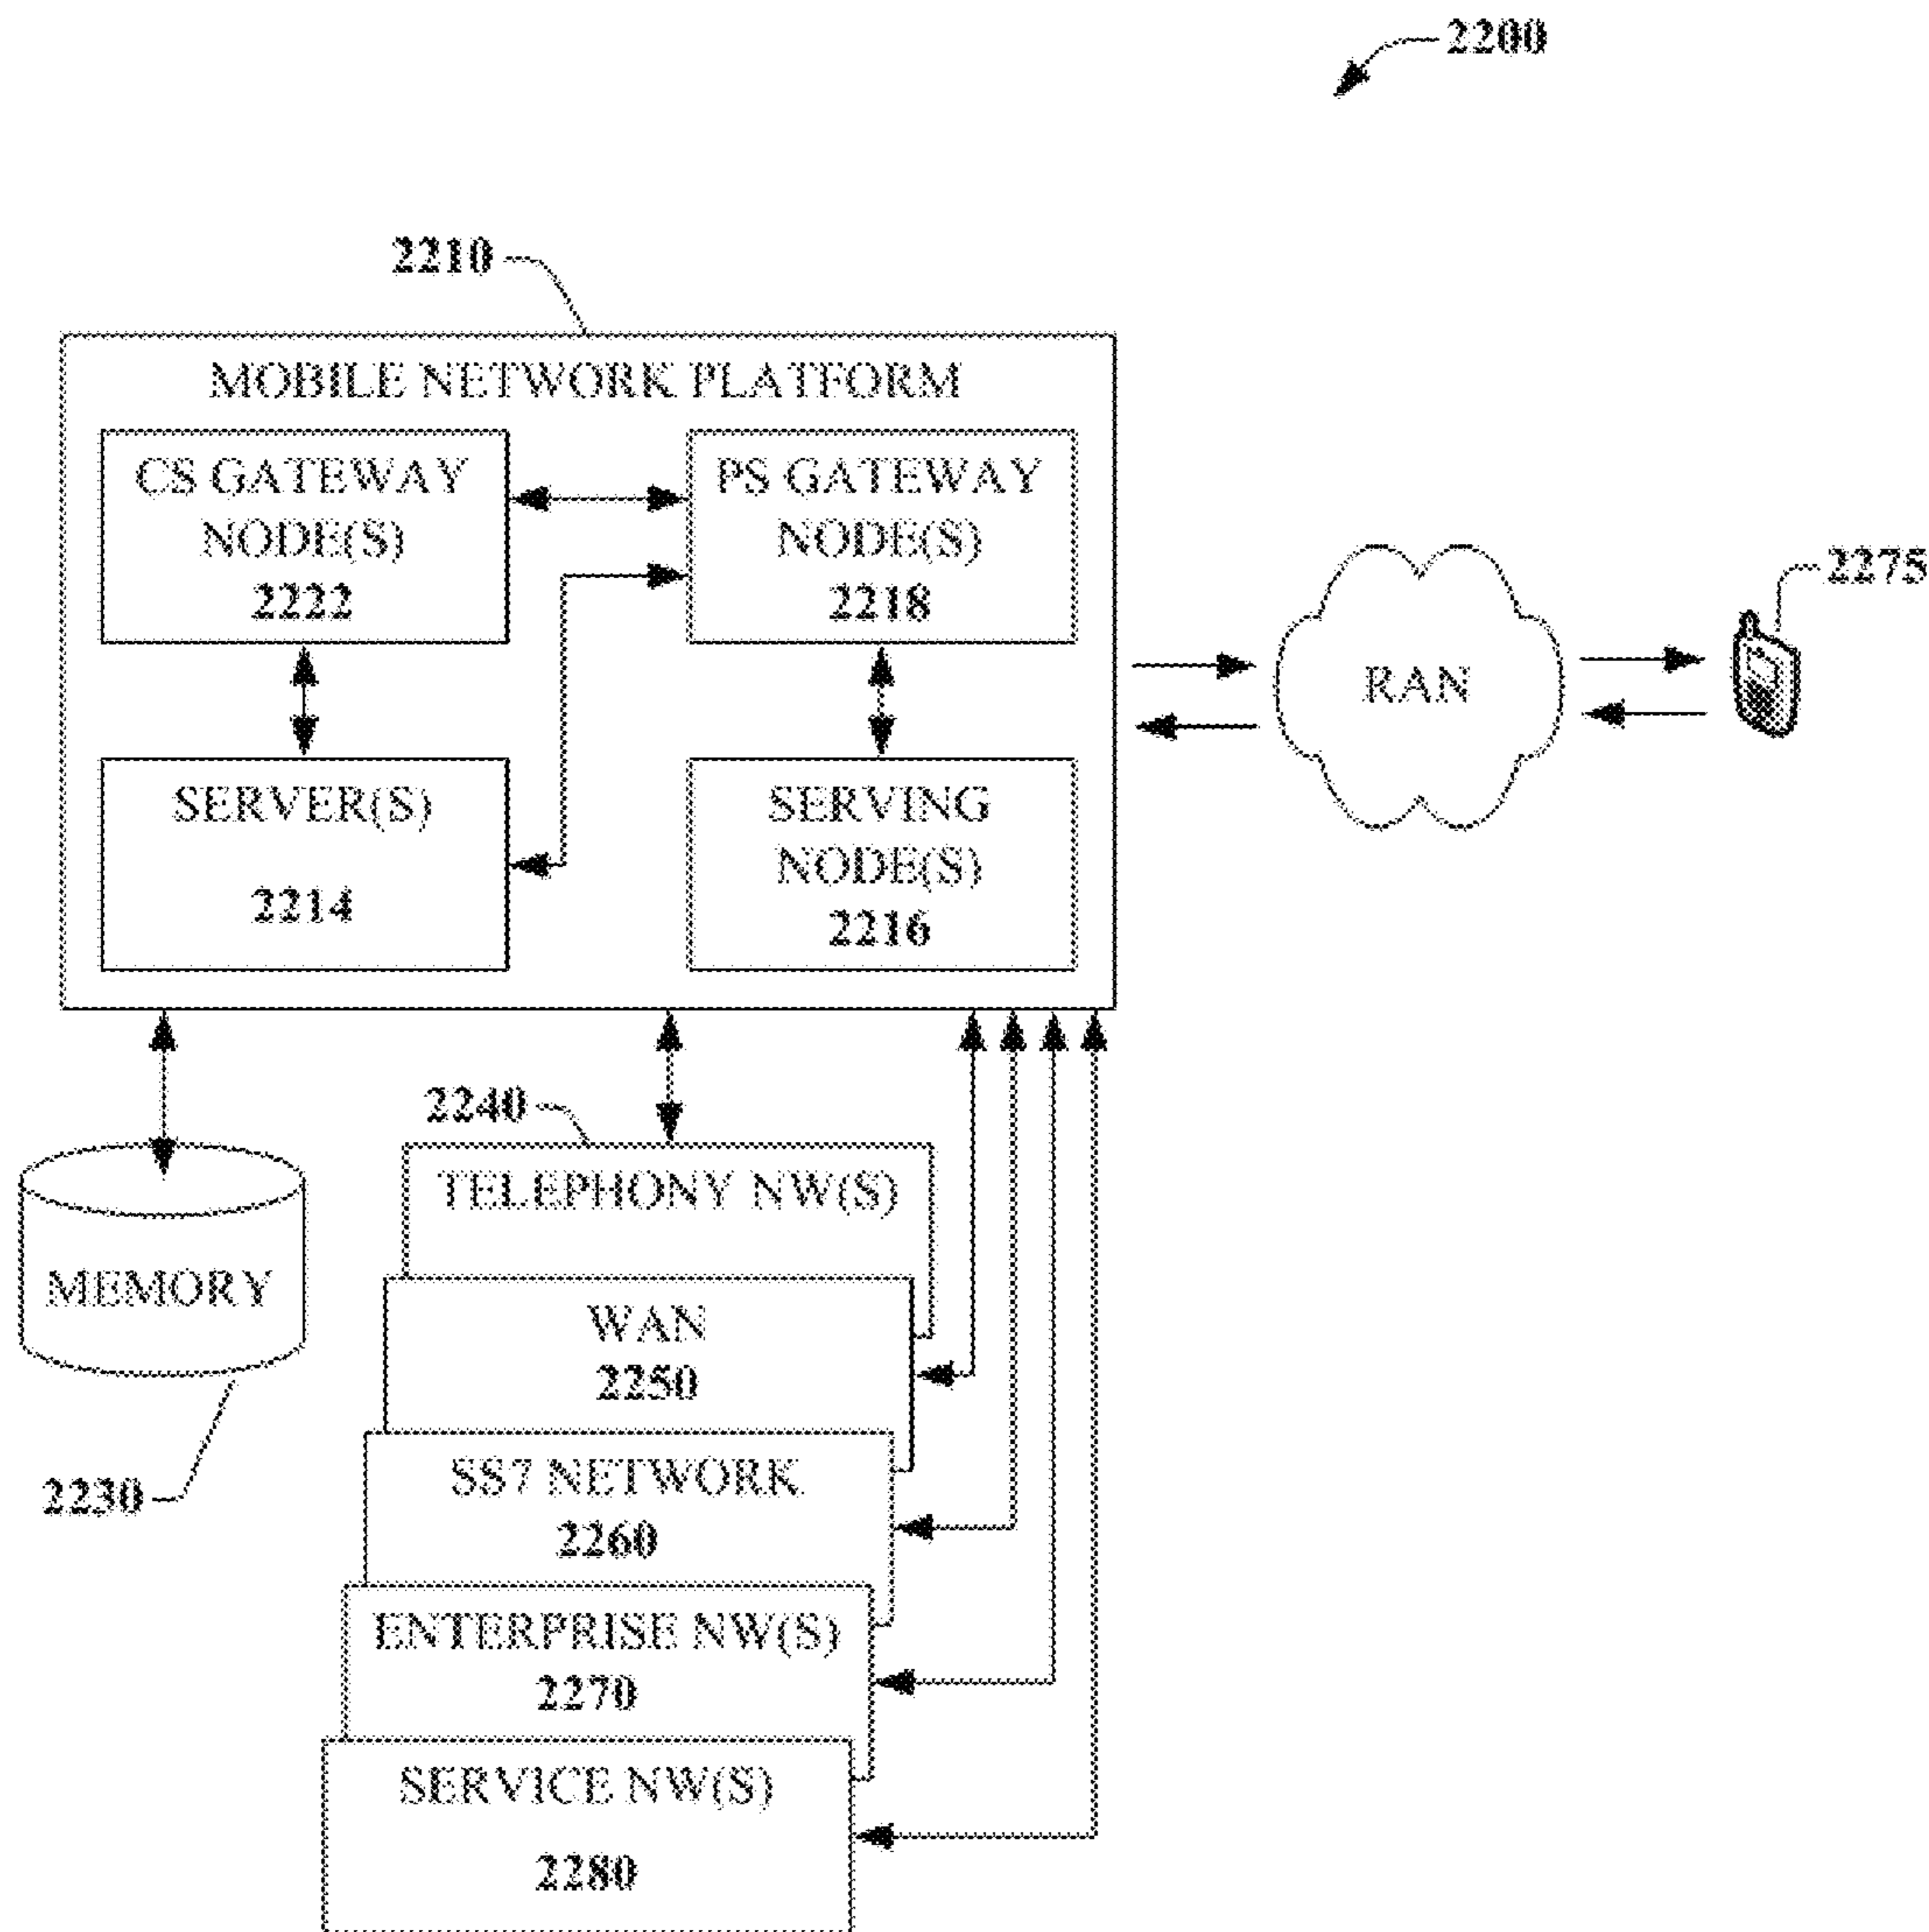 2200
2210
MOBILE NETWORK PLATFORM
CS GATEWAY
NODE(S)
2222
PS GATEWAY
NODE(S)
2218
SERVER(S)
2214
SERVING
NODE(S)
2216
RAN
2275
2240
TELEPHONY NW(S)
MEMORY
2230
WAN
2250
SS7 NETWORK
2260
ENTERPRISE NW(S)
2270
SERVICE NW(S)
2280